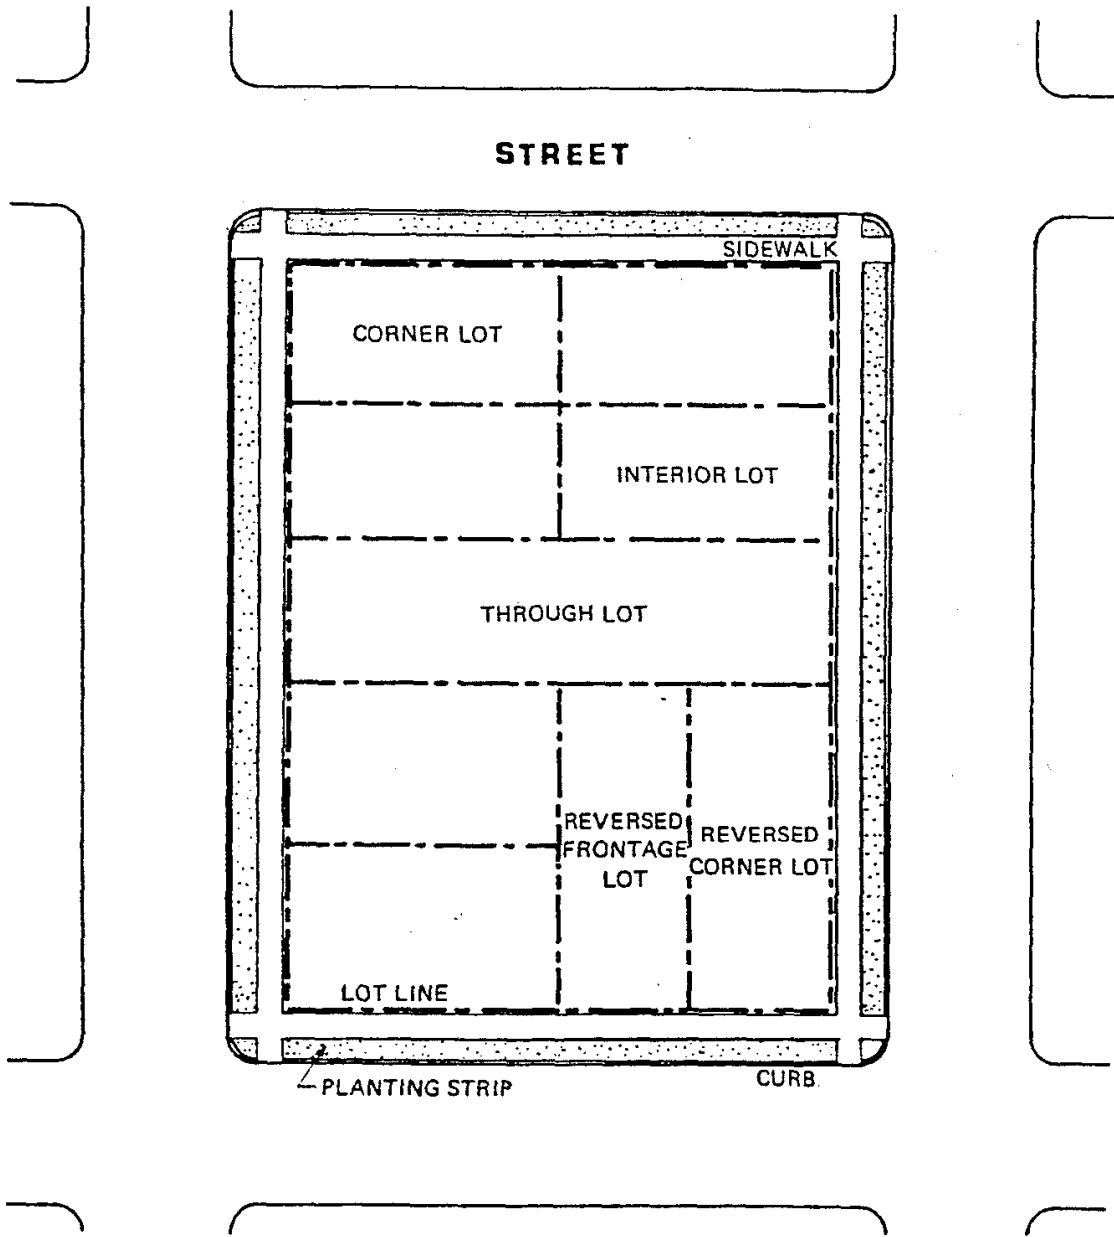 STREET
SIDEWALK
CORNER LOT
INTERIOR LOT
THROUGH LOT
REVERSED
FRONTAGE
LOT
REVERSED
CORNER LOT
LOT LINE
PLANTING STRIP
CURB